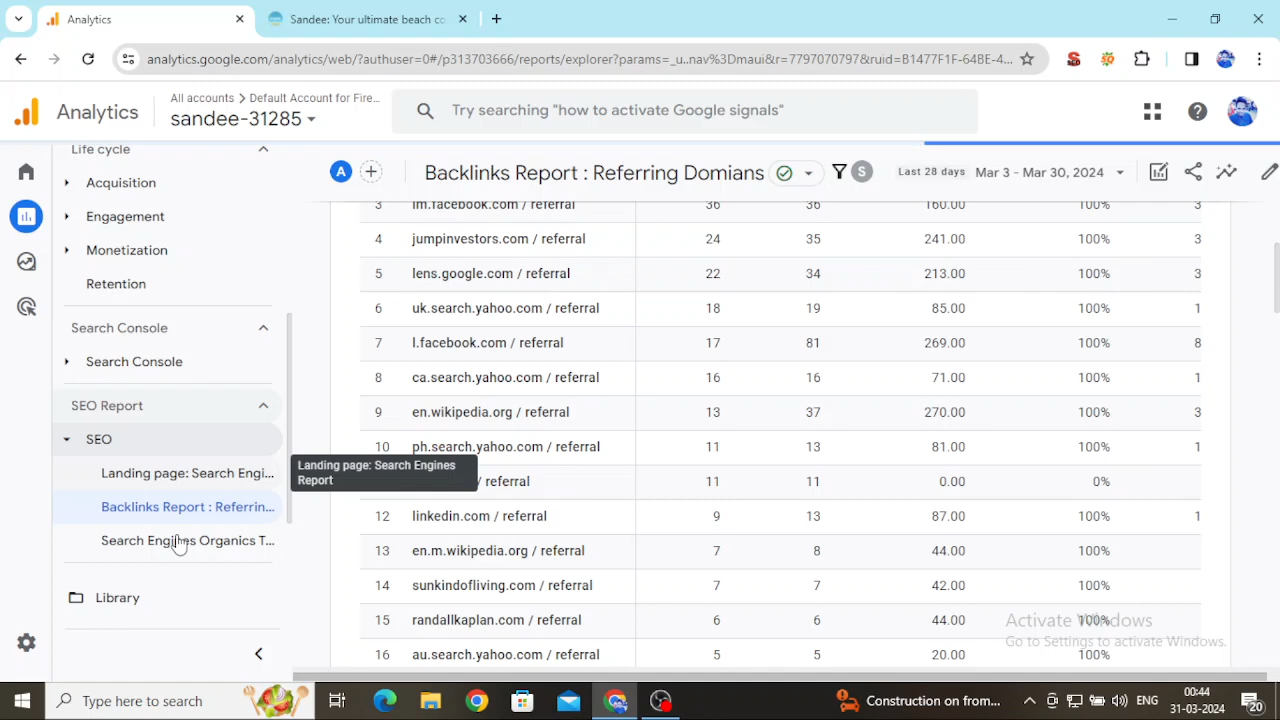 Analytics
Sandee: Your ultimate beach co
analytics.google.com/analytics/web/?authuser=0#/p313703666/reports/explorer?params=_u..nav%3Dmaui&r=7797070797&ruid=B1477F1F-64BE-4...
Analytics
All accounts > Default Account for Fire...
sandee-31285
Try searching "how to activate Google signals"
Life cycle
Acquisition
Engagement
Monetization
Retention
Search Console
Search Console
SEO Report
SEO
Landing page: Search Engi...
Backlinks Report : Referrin...
Search Engines Organics T...
Library
A
Backlinks Report : Referring Domians
S
Last 28 days Mar 3 - Mar 30, 2024
3 lm.facebook.com / referral 36 36 160.00 100% 3
4 jumpinvestors.com / referral 24 35 241.00 100% 3
5 lens.google.com / referral 22 34 213.00 100% 3
6 uk.search.yahoo.com / referral 18 19 85.00 100% 1
7 l.facebook.com / referral 17 81 269.00 100% 8
8 ca.search.yahoo.com / referral 16 16 71.00 100% 1
9 en.wikipedia.org / referral 13 37 270.00 100% 3
10 ph.search.yahoo.com / referral 11 13 81.00 100% 1
/ referral 11 11 0.00 0%
12 linkedin.com / referral 9 13 87.00 100% 1
13 en.m.wikipedia.org / referral 7 8 44.00 100%
14 sunkindofliving.com / referral 7 7 42.00 100%
15 randallkaplan.com / referral 6 6 44.00 100%
16 au.search.yahoo.com / referral 5 5 20.00 100%
Landing page: Search Engines
Report
Activate Windows
Go to Settings to activate Windows.
Type here to search
Construction on from...
ENG
00:44
31-03-2024
20